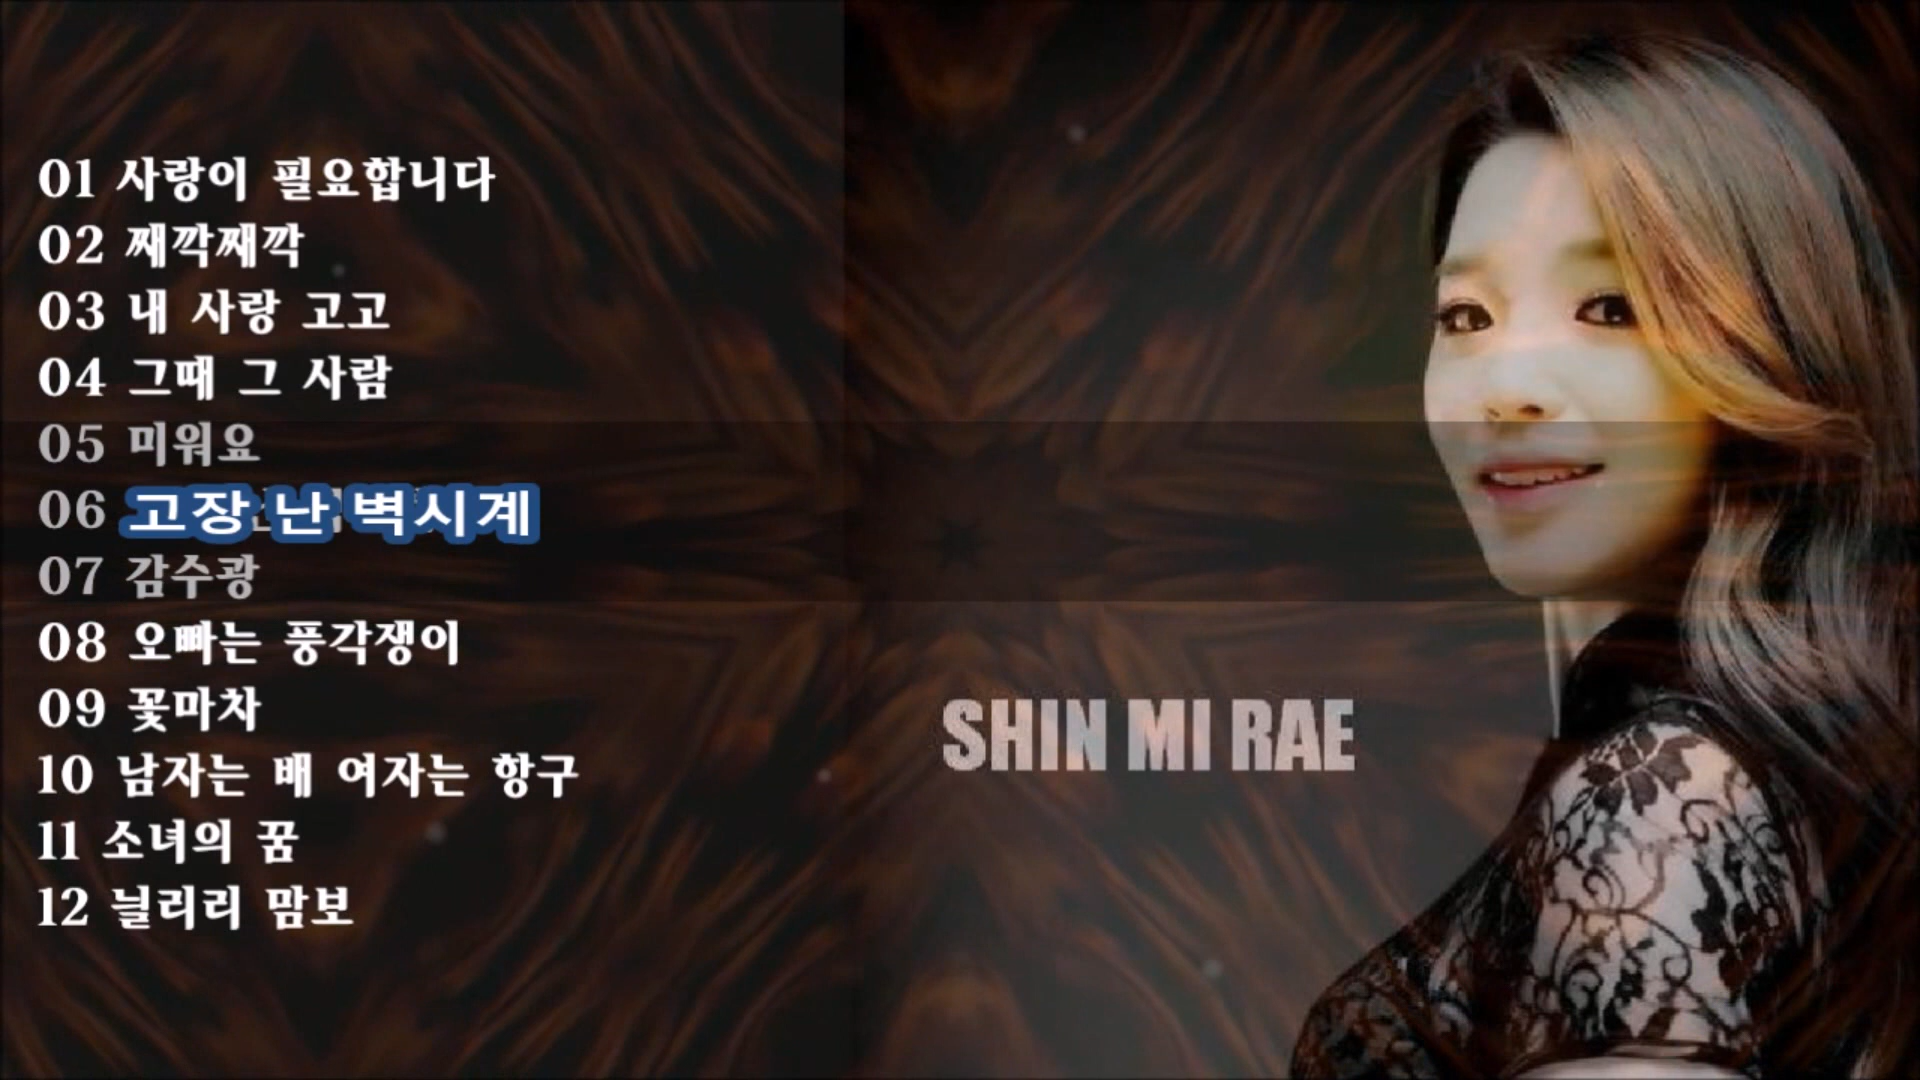 01 사랑이 필요합니다
02 째깍째깍
03 내 사랑 고고
04 그때 그 사람
05 미워요
06 고장 난 벽시계
07 감수광
08 오빠는 풍각쟁이
09 꽃마차
10 남자는 배 여자는 항구
11 소녀의 꿈
12 닐리리 맘보
SHIN MI RAE